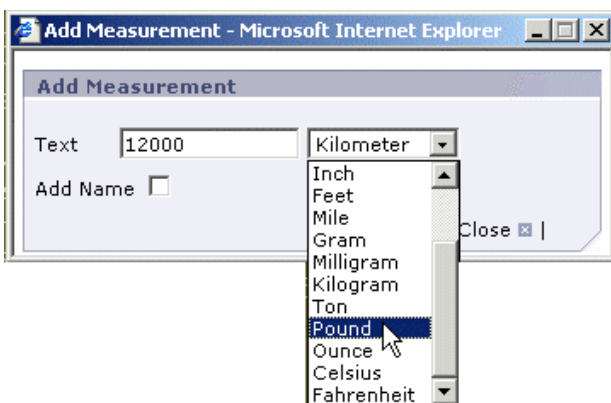 Add Measurement - Microsoft Internet Explorer
Add Measurement
Text 12000 Kilometer
Add Name
Inch
Feet
Mile
Gram
Milligram
Kilogram
Ton
Pound
Ounce
Celsius
Fahrenheit
Close |